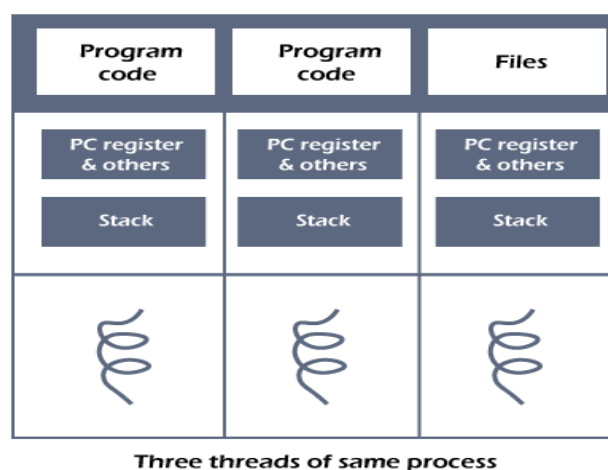 Program
code
Program
code
Files
PC register
& others
PC register
& others
PC register
& others
Stack
Stack
Stack
Three threads of same process